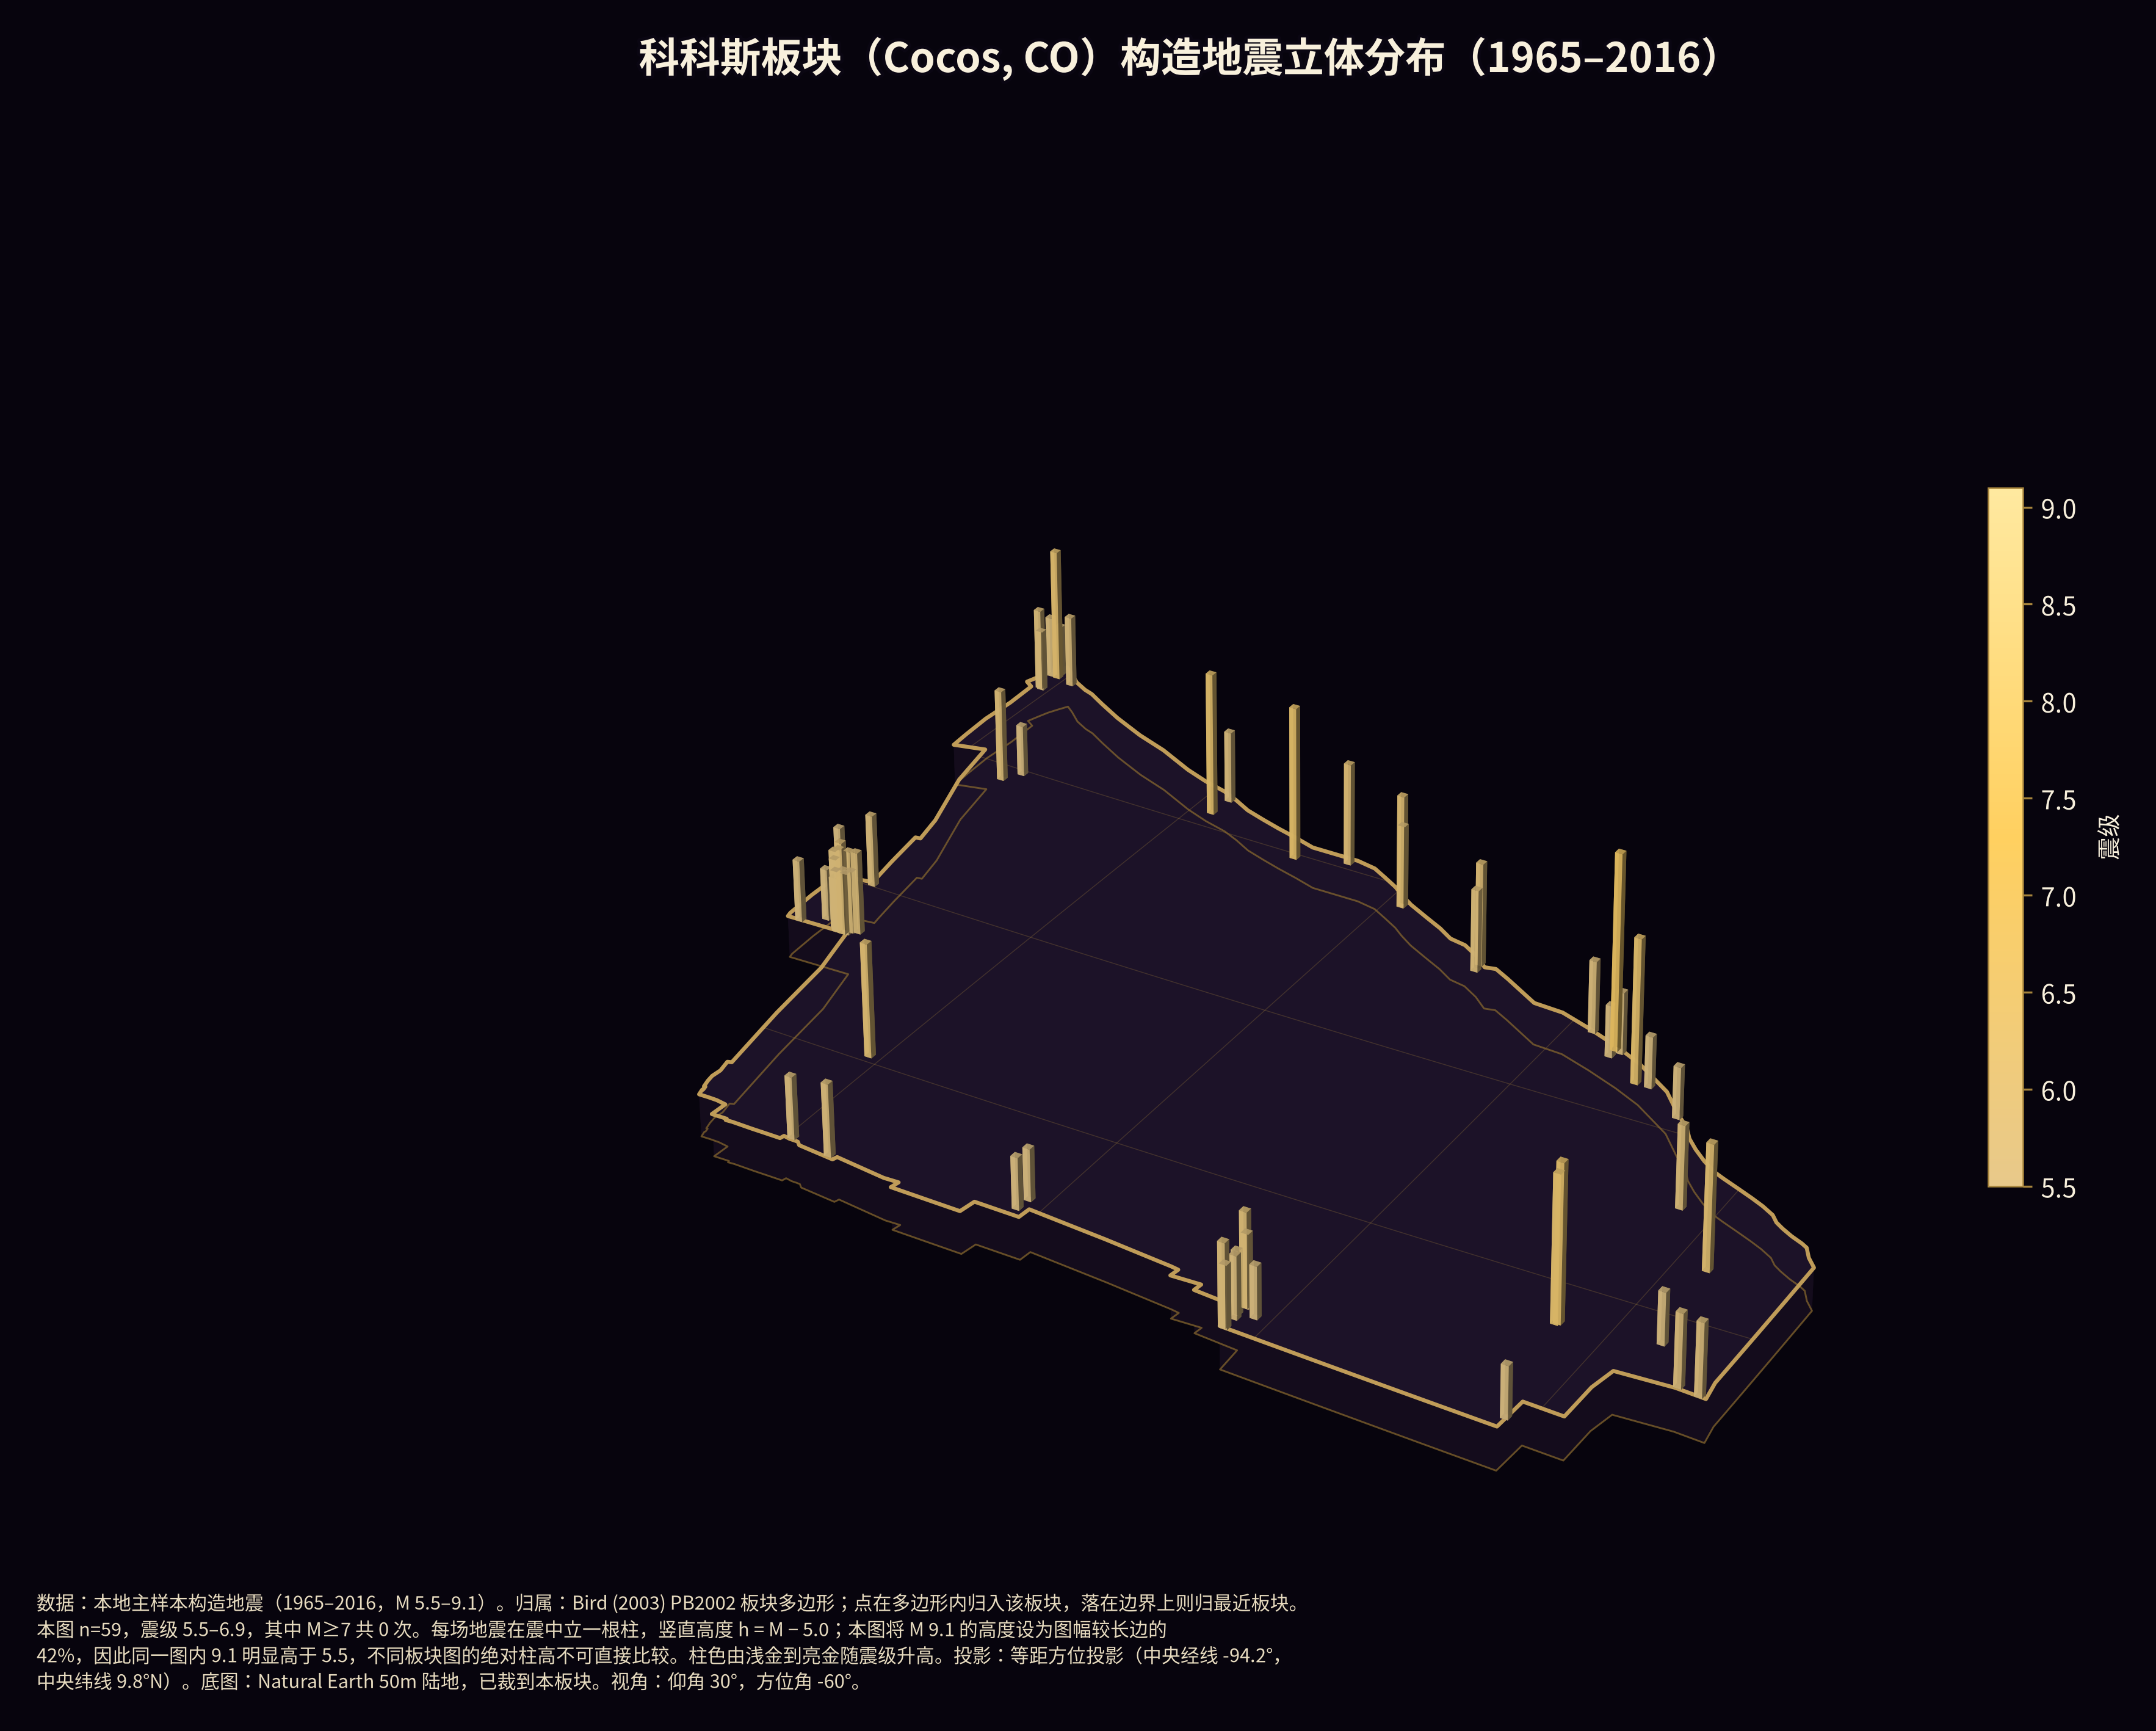 科科斯板块（Cocos, CO）构造地震立体分布（1965–2016）
9.0
8.5
8.0
7.5
7.0
6.5
6.0
5.5
震级
数据：本地主样本构造地震（1965–2016，M 5.5–9.1）。归属：Bird (2003) PB2002 板块多边形；点在多边形内归入该板块，落在边界上则归最近板块。
本图 n=59，震级 5.5–6.9，其中 M≥7 共 0 次。每场地震在震中立一根柱，竖直高度 h = M − 5.0；本图将 M 9.1 的高度设为图幅较长边的
42%，因此同一图内 9.1 明显高于 5.5，不同板块图的绝对柱高不可直接比较。柱色由浅金到亮金随震级升高。投影：等距方位投影（中央经线 -94.2°，
中央纬线 9.8°N）。底图：Natural Earth 50m 陆地，已裁到本板块。视角：仰角 30°，方位角 -60°。